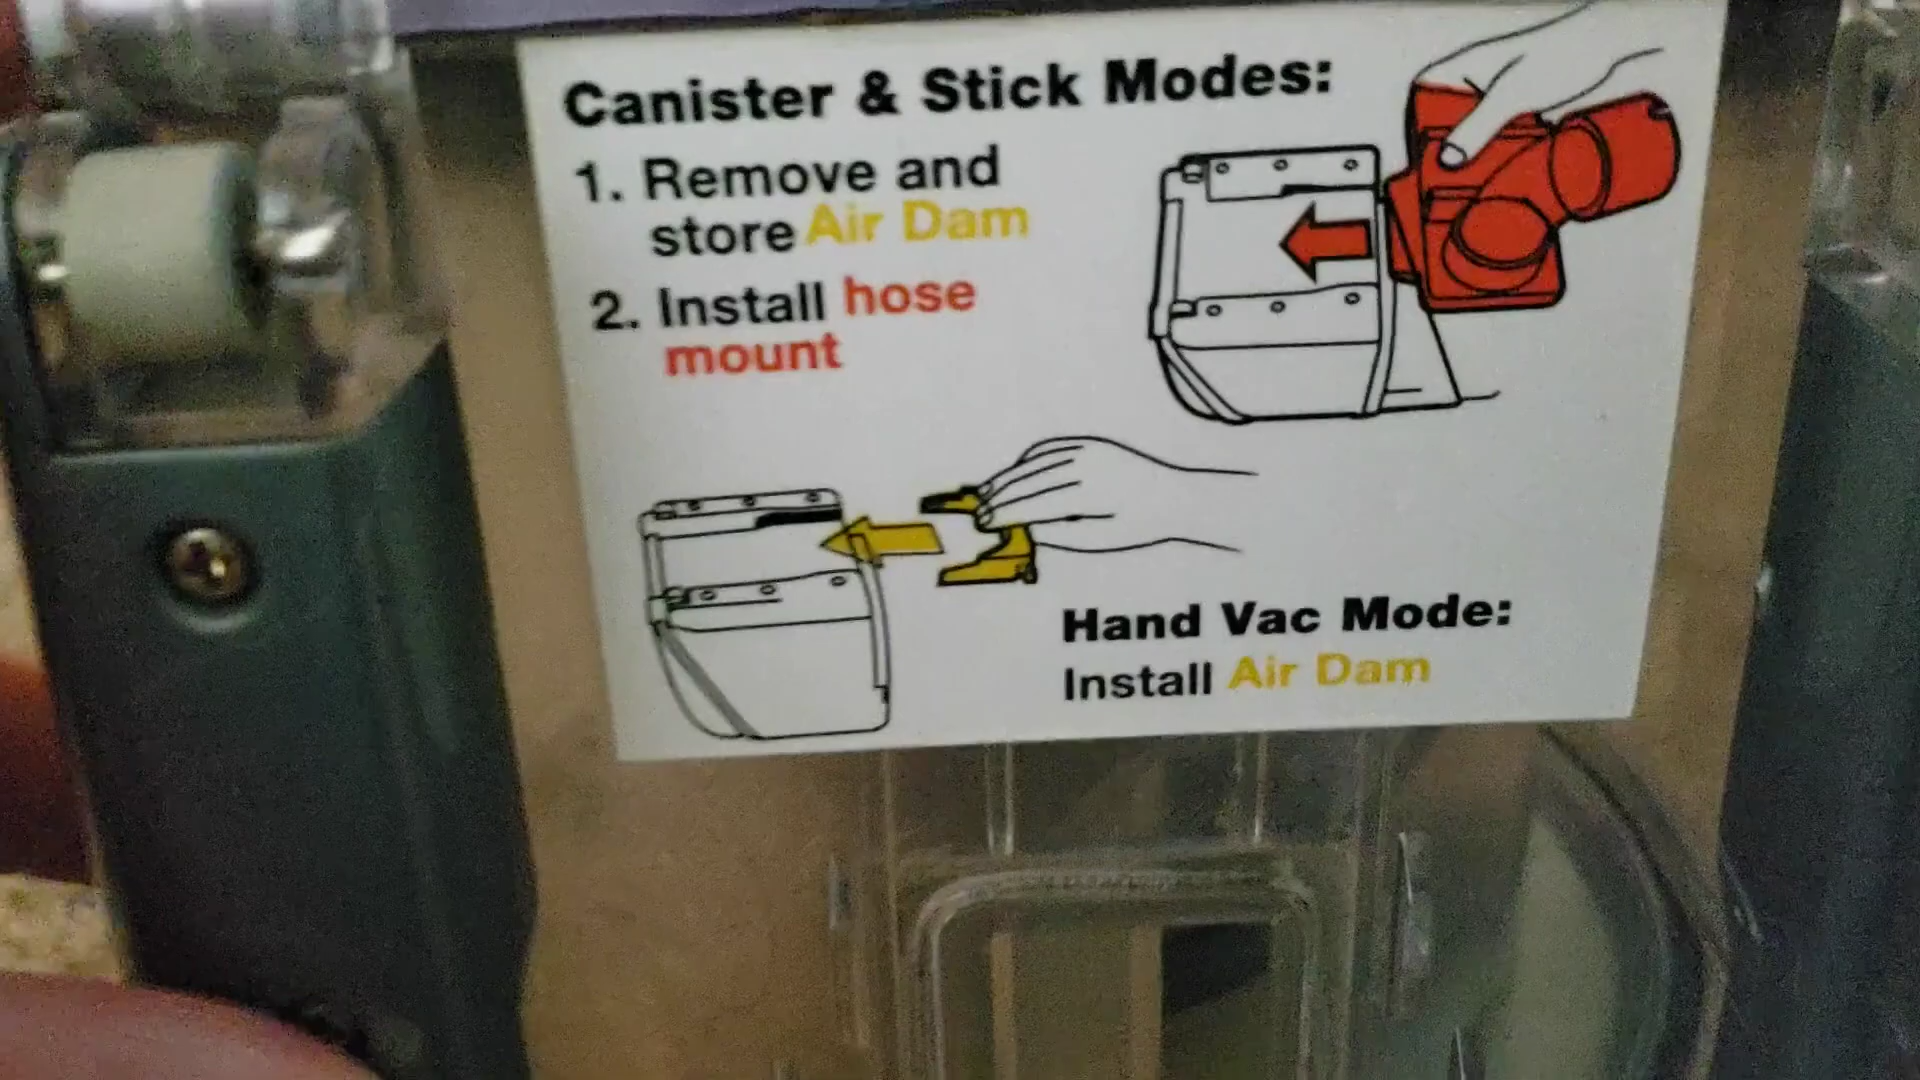 Canister & Stick Modes:
1. Remove and
store Air Dam
2. Install hose
mount
Hand Vac Mode:
Install Air Dam